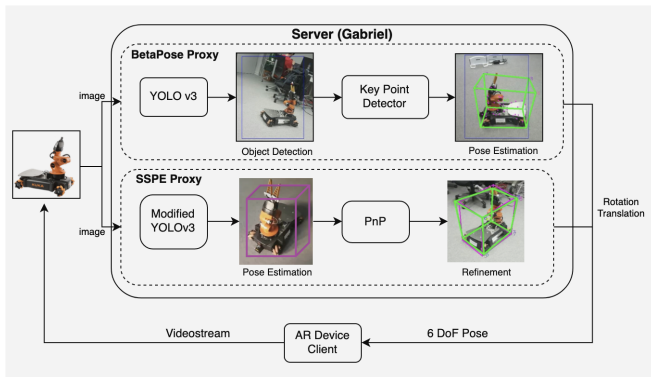 Server (Gabriel)
BetaPose Proxy
image
YOLO v3
Key Point
Detector
Object Detection
Pose Estimation
SSPE Proxy
image
Modified
YOLOv3
PnP
Pose Estimation
Refinement
Rotation
Translation
Videostream
AR Device
Client
6 DoF Pose